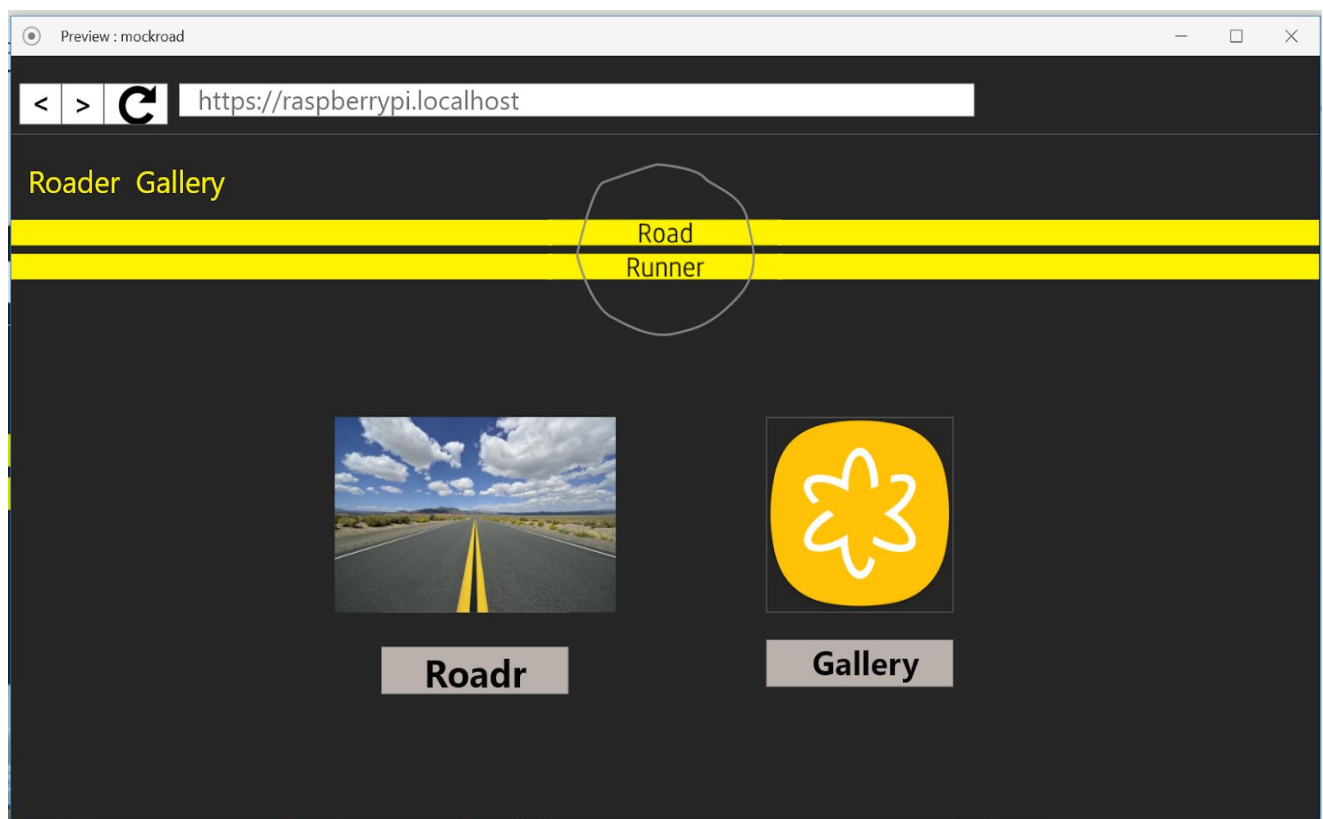 Preview : mockroad
< >
https://raspberrypi.localhost
Roader Gallery
Road
Runner
Roadr
Gallery